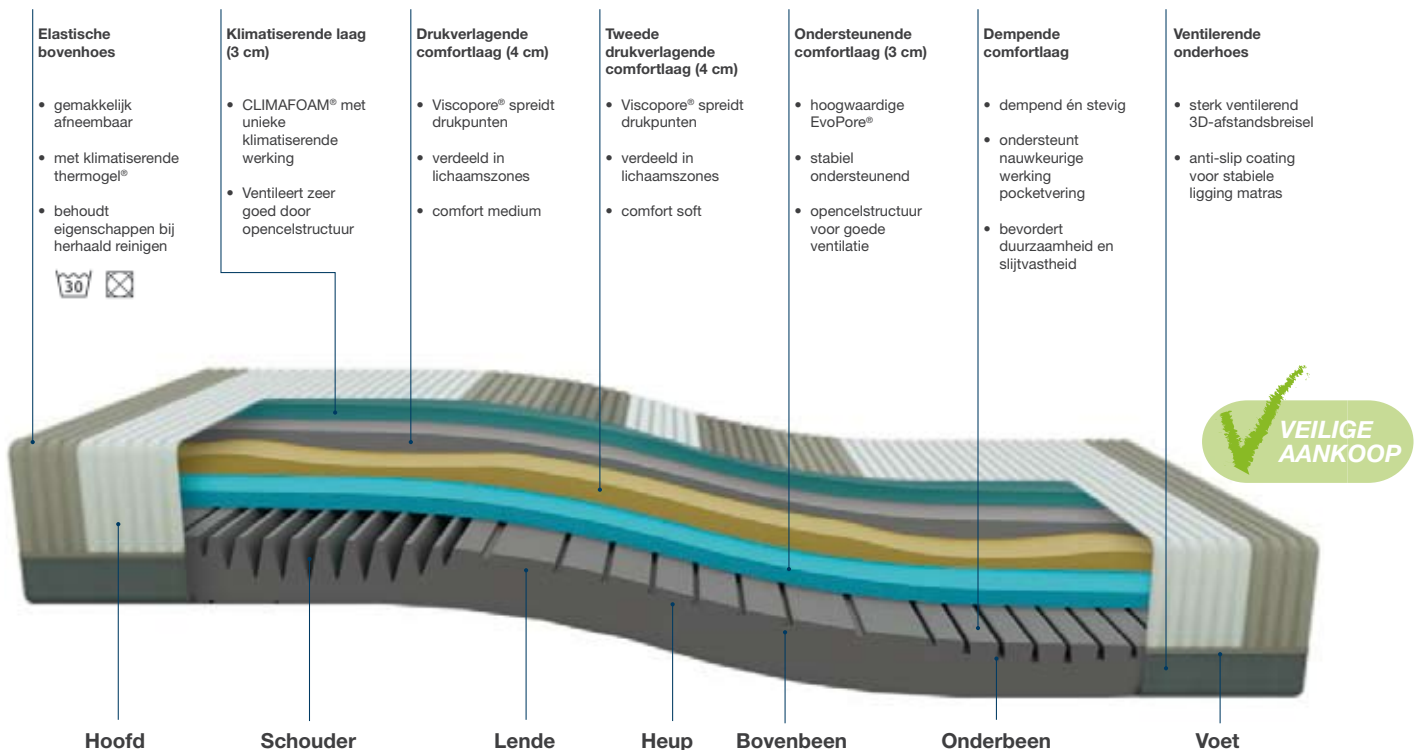 Elastische
bovenhoes
• gemakkelijk
afneembaar
• met klimatiserende
thermogel®
• behoudt
eigenschappen bij
herhaald reinigen
30
Klimatiserende laag
(3 cm)
• CLIMAFOAM® met
unieke
klimatiserende
werking
• Ventileert zeer
goed door
opencelstructuur
Drukverlagende
comfortlaag (4 cm)
• Viscopore® spreidt
drukpunten
• verdeeld in
lichaamszones
• comfort medium
Tweede
drukverlagende
comfortlaag (4 cm)
• Viscopore® spreidt
drukpunten
• verdeeld in
lichaamszones
• comfort soft
Ondersteunende
comfortlaag (3 cm)
• hoogwaardige
EvoPore®
• stabiel
ondersteunend
• opencelstructuur
voor goede
ventilatie
Dempende
comfortlaag
• dempend én stevig
• ondersteunt
nauwkeurige
werking
pocketvering
• bevordert
duurzaamheid en
slijtvastheid
Ventilerende
onderhoes
• sterk ventilerend
3D-afstandsbreisel
• anti-slip coating
voor stabiele
ligging matras
VEILIGE
AANKOOP
Hoofd
Schouder
Lende
Heup
Bovenbeen
Onderbeen
Voet